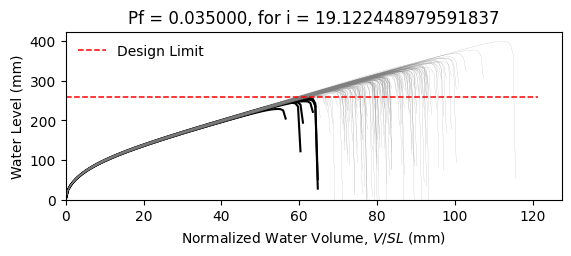 Pf = 0.035000, for i = 19.122448979591837
Water Level (mm)
400
300
200
100
0
Design Limit
0 20 40 60 80 100 120
Normalized Water Volume, V/SL (mm)